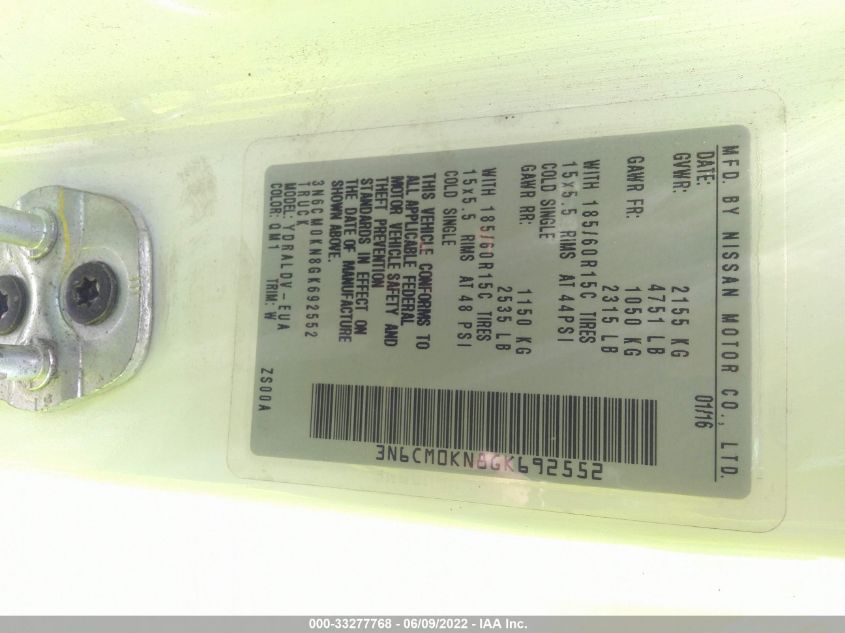 MFD. BY NISSAN MOTOR CO., LTD.
DATE: 01/16
GVWR: 2155 KG
4751 LB
GAWR FR: 1050 KG
2315 LB
WITH 185/60R15C TIRES
15x5.5 RIMS AT 44PSI
COLD SINGLE
GAWR RR: 1150 KG
2535 LB
WITH 185/60R15C TIRES
15x5.5 RIMS AT 48 PSI
COLD SINGLE
THIS VEHICLE CONFORMS TO
ALL APPLICABLE FEDERAL
MOTOR VEHICLE SAFETY AND
THEFT PREVENTION
STANDARDS IN EFFECT ON
THE DATE OF MANUFACTURE
SHOWN ABOVE.
3N6CM0KN8GK692552
TRUCK
MODEL: YDRALDV-EUA
COLOR: QM1 TRIM: W ZS00A
3N6CM0KN8GK692552
000-33277768 - 06/09/2022 - IAA Inc.